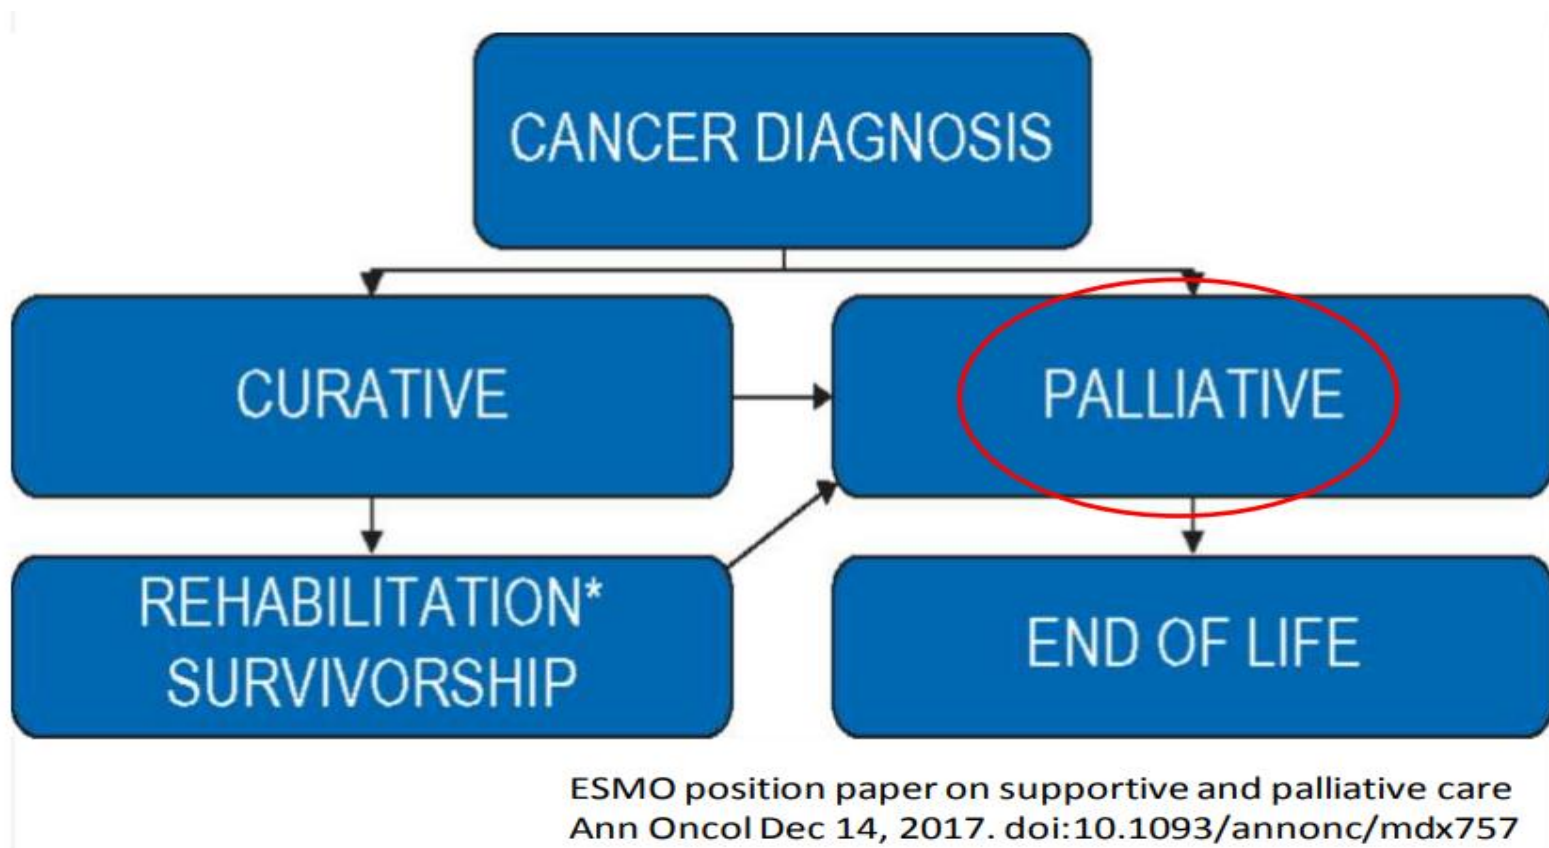 CANCER DIAGNOSIS
CURATIVE
PALLIATIVE
REHABILITATION*
SURVIVORSHIP
END OF LIFE
ESMO position paper on supportive and palliative care
Ann Oncol Dec 14, 2017. doi:10.1093/annonc/mdx757